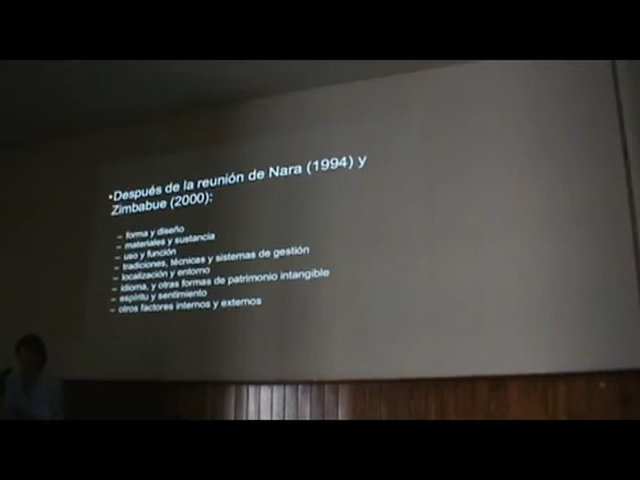 •Después de la reunión de Nara (1994) y
Zimbabue (2000):
– forma y diseño
– materiales y sustancia
– uso y función
– tradiciones, técnicas y sistemas de gestión
– localización y entorno
– idioma, y otras formas de patrimonio intangible
– espíritu y sentimiento
– otros factores internos y externos